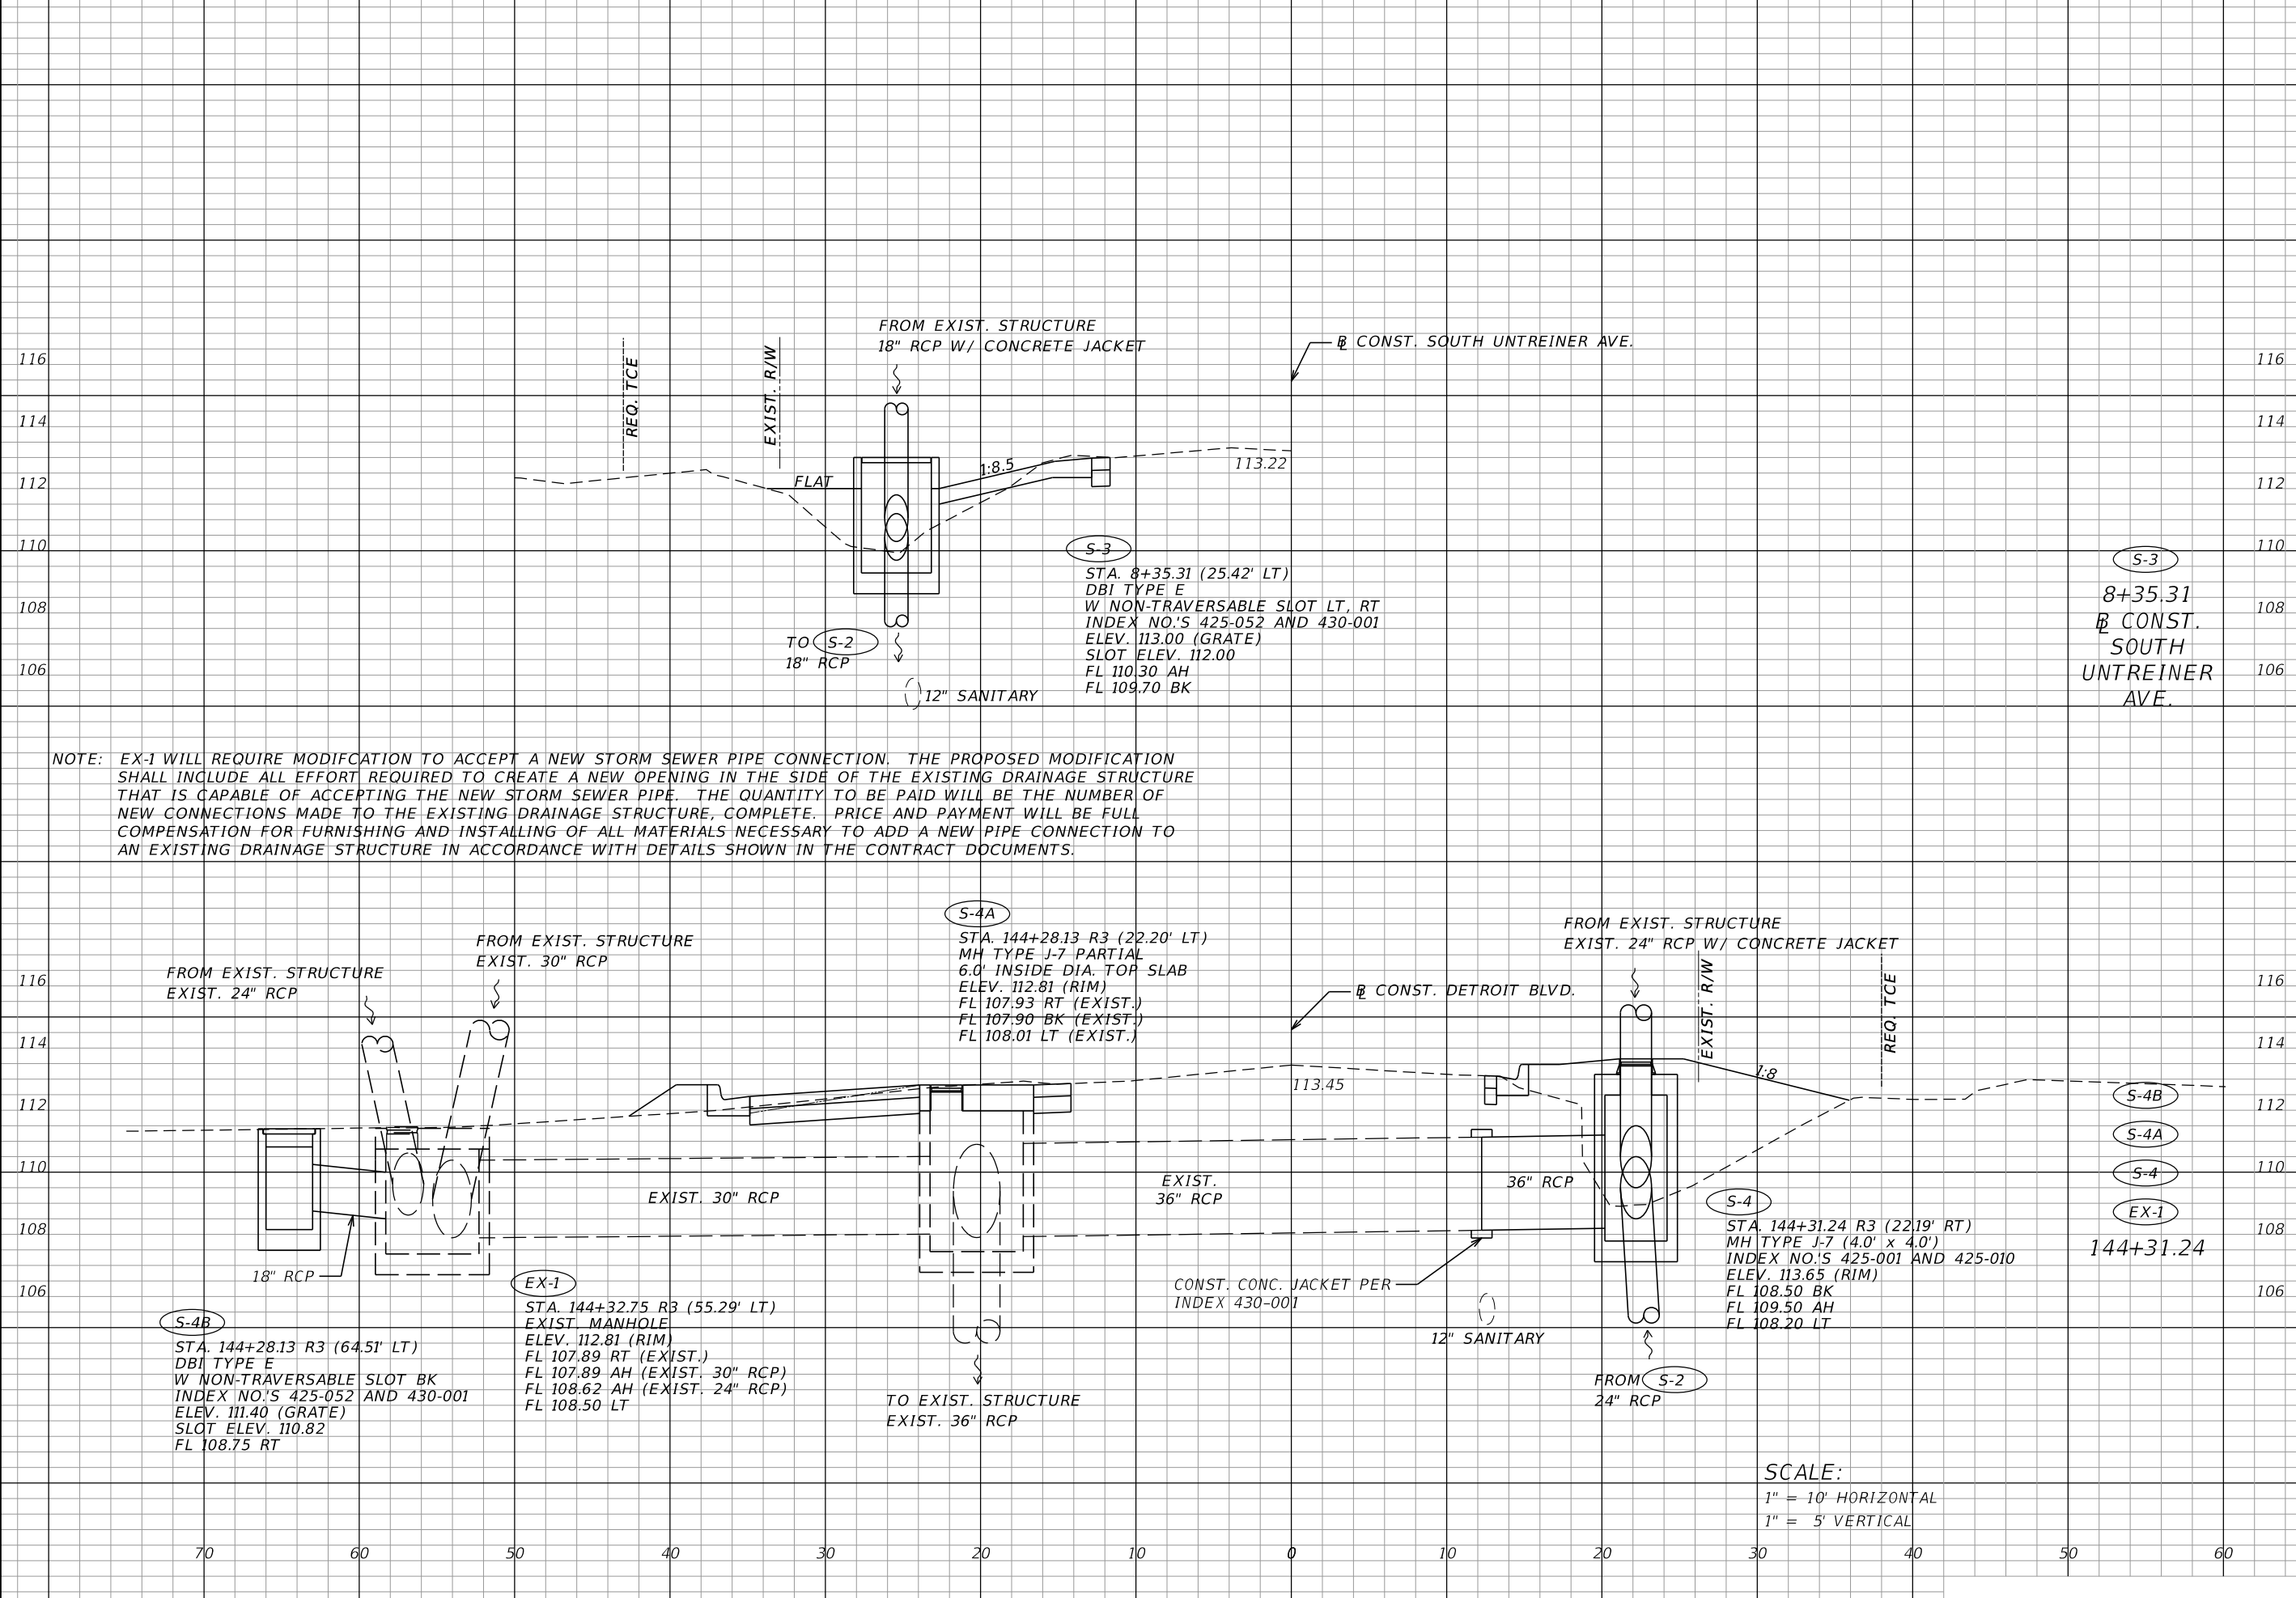 FROM EXIST. STRUCTURE
18" RCP W/ CONCRETE JACKET
℄ CONST. SOUTH UNTREINER AVE.
REQ. TCE
EXIST. R/W
116
116
114
114
112
112
110
110
108
108
106
106
FLAT
1:8.5
113.22
S-3
STA. 8+35.31 (25.42' LT)
DBI TYPE E
W NON-TRAVERSABLE SLOT LT, RT
INDEX NO.'S 425-052 AND 430-001
ELEV. 113.00 (GRATE)
SLOT ELEV. 112.00
FL 110.30 AH
FL 109.70 BK
TO S-2
18" RCP
12" SANITARY
S-3
8+35.31
℄ CONST.
SOUTH
UNTREINER
AVE.
NOTE: EX-1 WILL REQUIRE MODIFCATION TO ACCEPT A NEW STORM SEWER PIPE CONNECTION. THE PROPOSED MODIFICATION
SHALL INCLUDE ALL EFFORT REQUIRED TO CREATE A NEW OPENING IN THE SIDE OF THE EXISTING DRAINAGE STRUCTURE
THAT IS CAPABLE OF ACCEPTING THE NEW STORM SEWER PIPE. THE QUANTITY TO BE PAID WILL BE THE NUMBER OF
NEW CONNECTIONS MADE TO THE EXISTING DRAINAGE STRUCTURE, COMPLETE. PRICE AND PAYMENT WILL BE FULL
COMPENSATION FOR FURNISHING AND INSTALLING OF ALL MATERIALS NECESSARY TO ADD A NEW PIPE CONNECTION TO
AN EXISTING DRAINAGE STRUCTURE IN ACCORDANCE WITH DETAILS SHOWN IN THE CONTRACT DOCUMENTS.
S-4A
STA. 144+28.13 R3 (22.20' LT)
MH TYPE J-7 PARTIAL
6.0' INSIDE DIA. TOP SLAB
ELEV. 112.81 (RIM)
FL 107.93 RT (EXIST.)
FL 107.90 BK (EXIST.)
FL 108.01 LT (EXIST.)
FROM EXIST. STRUCTURE
EXIST. 30" RCP
FROM EXIST. STRUCTURE
EXIST. 24" RCP
FROM EXIST. STRUCTURE
EXIST. 24" RCP W/ CONCRETE JACKET
℄ CONST. DETROIT BLVD.
EXIST. R/W
REQ. TCE
116
116
114
114
112
112
110
110
108
108
106
106
113.45
1:8
EXIST. 30" RCP
EXIST.
36" RCP
36" RCP
18" RCP
CONST. CONC. JACKET PER
INDEX 430-001
12" SANITARY
S-4
STA. 144+31.24 R3 (22.19' RT)
MH TYPE J-7 (4.0' x 4.0')
INDEX NO.'S 425-001 AND 425-010
ELEV. 113.65 (RIM)
FL 108.50 BK
FL 109.50 AH
FL 108.20 LT
S-4B
S-4A
S-4
EX-1
144+31.24
EX-1
STA. 144+32.75 R3 (55.29' LT)
EXIST. MANHOLE
ELEV. 112.81 (RIM)
FL 107.89 RT (EXIST.)
FL 107.89 AH (EXIST. 30" RCP)
FL 108.62 AH (EXIST. 24" RCP)
FL 108.50 LT
S-4B
STA. 144+28.13 R3 (64.51' LT)
DBI TYPE E
W NON-TRAVERSABLE SLOT BK
INDEX NO.'S 425-052 AND 430-001
ELEV. 111.40 (GRATE)
SLOT ELEV. 110.82
FL 108.75 RT
TO EXIST. STRUCTURE
EXIST. 36" RCP
FROM S-2
24" RCP
SCALE:
1" = 10' HORIZONTAL
1" = 5' VERTICAL
70 60 50 40 30 20 10 0 10 20 30 40 50 60